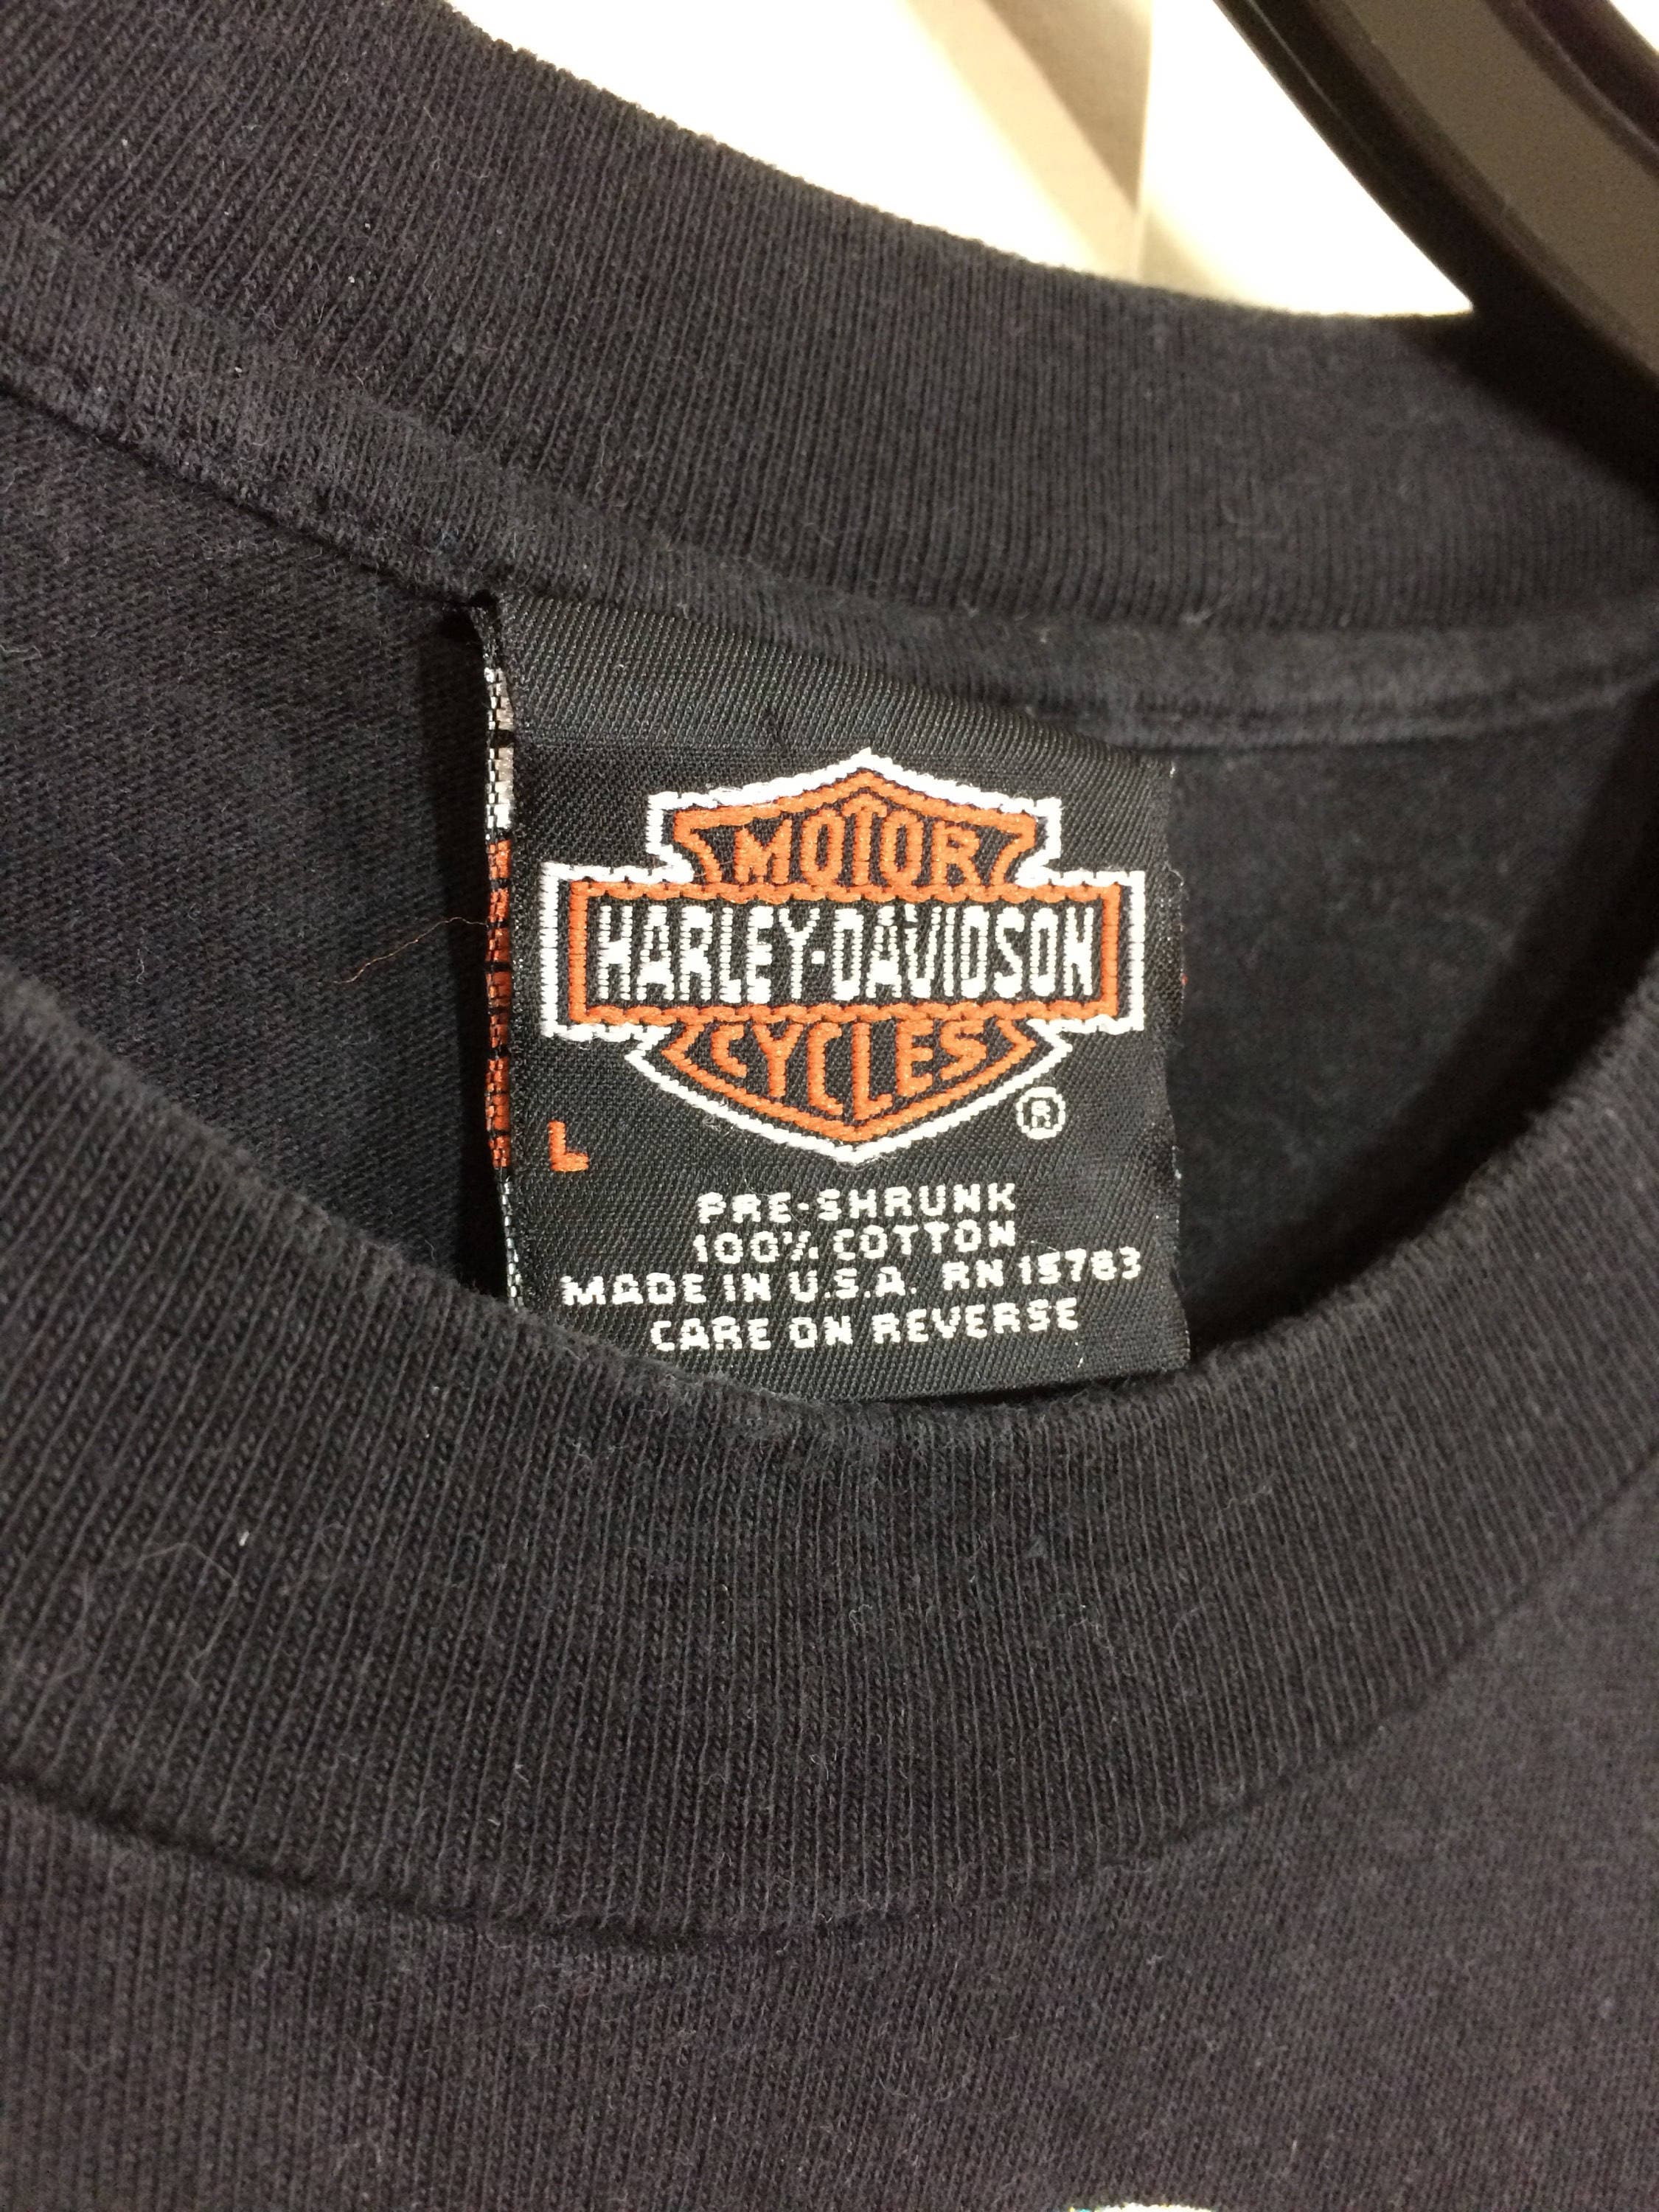 MOTOR
HARLEY-DAVIDSON
CYCLES
®
L
PRE-SHRUNK
100% COTTON
MADE IN U.S.A. RN 15763
CARE ON REVERSE